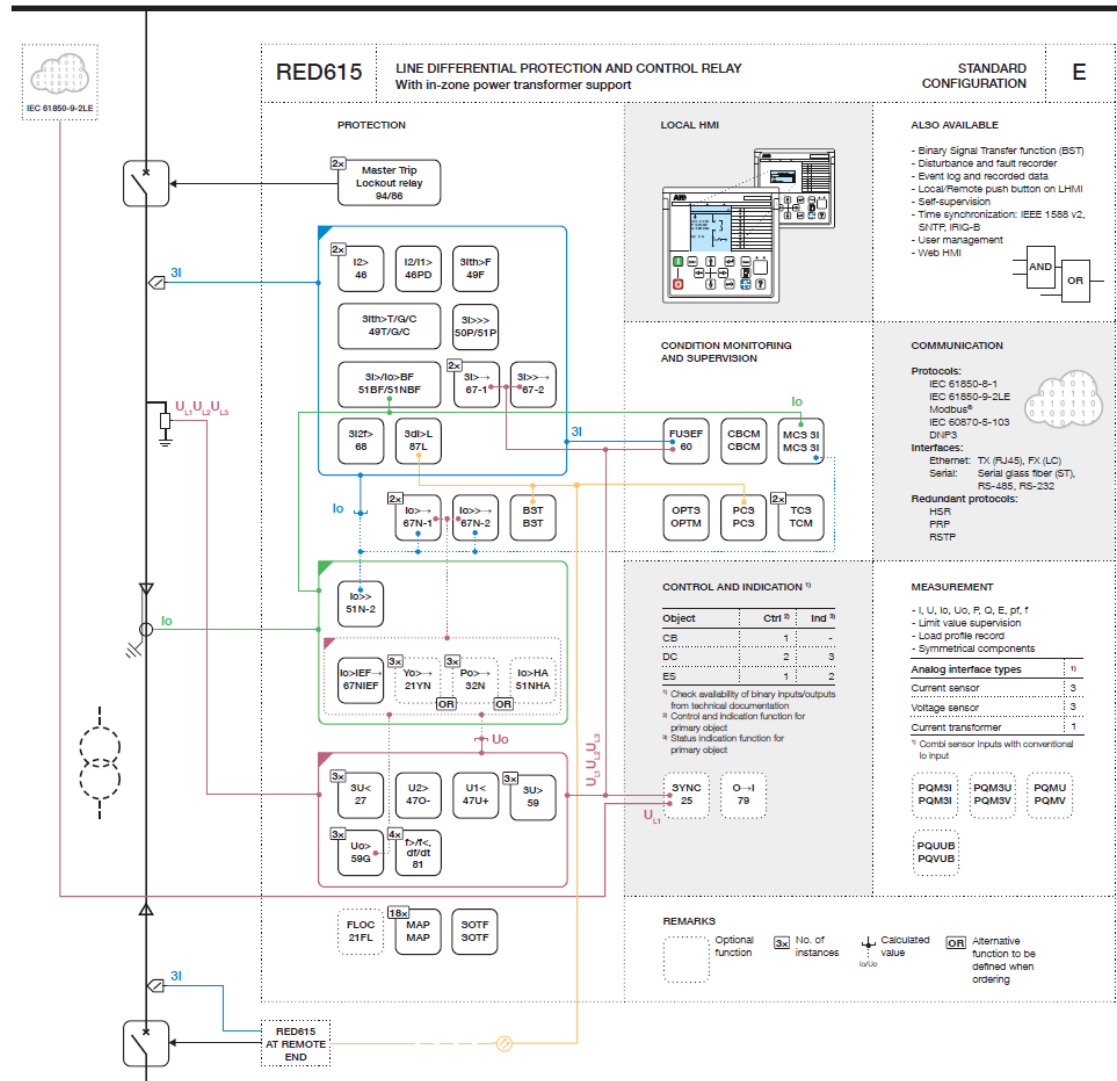 IEC 61850-9-2LE
RED615
LINE DIFFERENTIAL PROTECTION AND CONTROL RELAY
With in-zone power transformer support
STANDARD
CONFIGURATION
E
PROTECTION
2x
Master Trip
Lockout relay
94/86
3I
2x
I2>
46
I2/I1>
46PD
3Ith>F
49F
3Ith>T/G/C
49T/G/C
3I>>>
50P/51P
3I>/Io>BF
51BF/51NBF
2x
3I>→
67-1
3I>>→
67-2
3I2f>
68
3dI>L
87L
UL1UL2UL3
Io
3I
Io
2x
Io>→
67N-1
Io>>→
67N-2
BST
BST
Io
Io>>
51N-2
Io>IEF→
67NIEF
3x
Yo>→
21YN
OR
3x
Po>→
32N
OR
Io>HA
51NHA
Uo
3x
3U<
27
U2>
47O-
U1<
47U+
3x
3U>
59
3x
Uo>
59G
4x
f>/f<,
df/dt
81
UL1UL2UL3
UL1
FLOC
21FL
18x
MAP
MAP
SOTF
SOTF
3I
RED615
AT REMOTE
END
LOCAL HMI
ABB
ABB
CONDITION MONITORING
AND SUPERVISION
FUSEF
60
CBCM
CBCM
MCS 3I
MCS 3I
OPTS
OPTM
PCS
PCS
2x
TCS
TCM
CONTROL AND INDICATION 1)
Object Ctrl 2) Ind 3)
CB 1 -
DC 2 3
ES 1 2
1) Check availability of binary inputs/outputs
from technical documentation
2) Control and indication function for
primary object
3) Status indication function for
primary object
SYNC
25
O→I
79
ALSO AVAILABLE
- Binary Signal Transfer function (BST)
- Disturbance and fault recorder
- Event log and recorded data
- Local/Remote push button on LHMI
- Self-supervision
- Time synchronization: IEEE 1588 v2,
SNTP, IRIG-B
- User management
- Web HMI
AND
OR
COMMUNICATION
Protocols:
IEC 61850-8-1
IEC 61850-9-2LE
Modbus®
IEC 60870-5-103
DNP3
Interfaces:
Ethernet: TX (RJ45), FX (LC)
Serial: Serial glass fiber (ST),
RS-485, RS-232
Redundant protocols:
HSR
PRP
RSTP
MEASUREMENT
- I, U, Io, Uo, P, Q, E, pf, f
- Limit value supervision
- Load profile record
- Symmetrical components
Analog interface types 1)
Current sensor 3
Voltage sensor 3
Current transformer 1
1) Combi sensor inputs with conventional
Io input
PQM3I
PQM3I
PQM3U
PQM3V
PQMU
PQMV
PQUUB
PQVUB
REMARKS
Optional
function
3x
No. of
instances
Io/Uo
Calculated
value
OR
Alternative
function to be
defined when
ordering